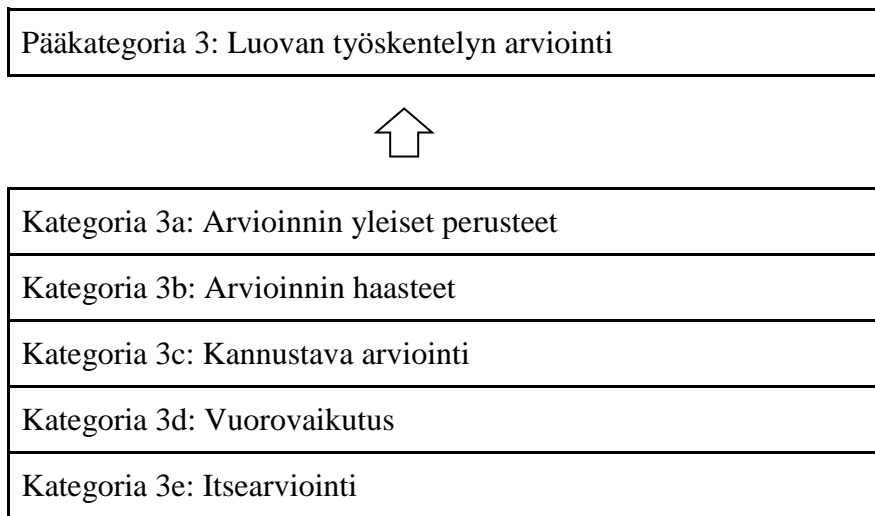 Pääkategoria 3: Luovan työskentelyn arviointi
Kategoria 3a: Arvioinnin yleiset perusteet
Kategoria 3b: Arvioinnin haasteet
Kategoria 3c: Kannustava arviointi
Kategoria 3d: Vuorovaikutus
Kategoria 3e: Itsearviointi